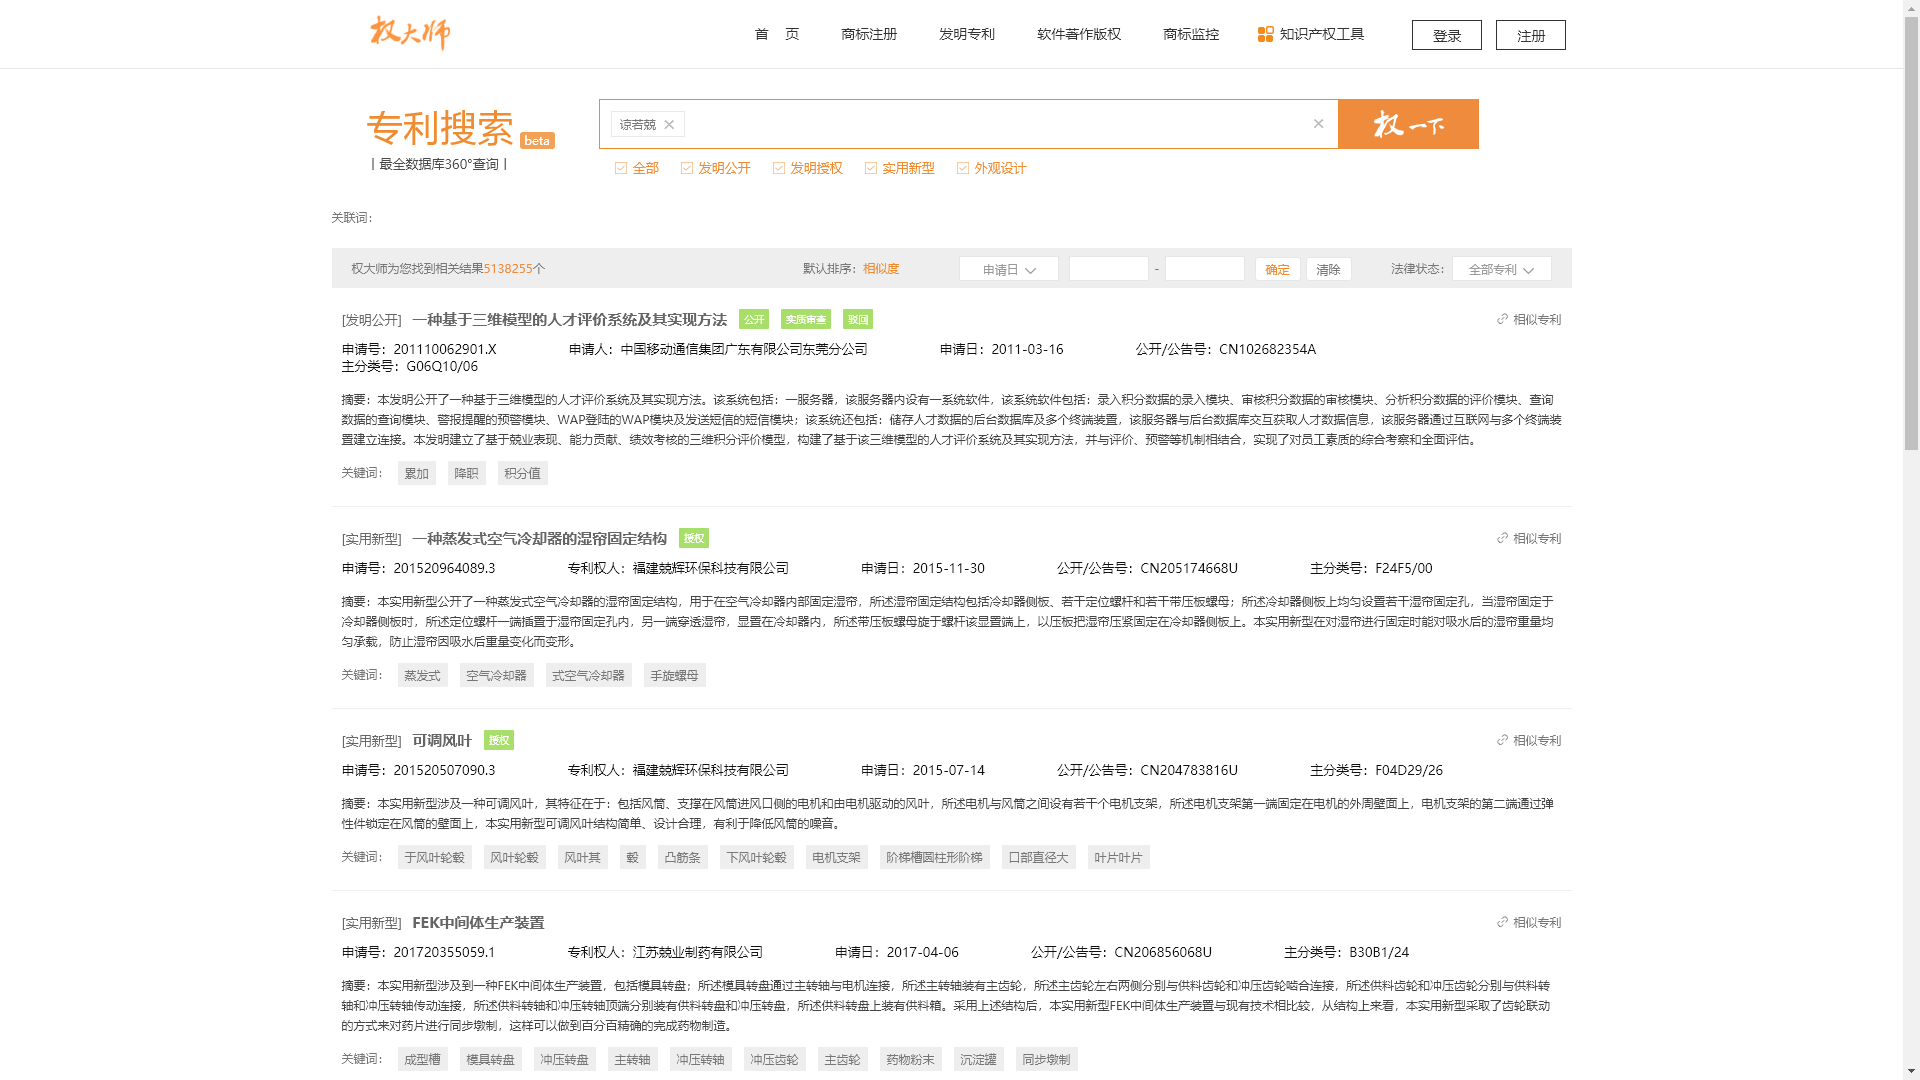 权大师
首 页
商标注册
发明专利
软件著作版权
商标监控
知识产权工具
登录
注册
专利搜索 beta
丨最全数据库360°查询丨
谅若兢
权一下
全部
发明公开
发明授权
实用新型
外观设计
关联词:
权大师为您找到相关结果5138255个
默认排序：相似度
申请日
-
确定
清除
法律状态：
全部专利
[发明公开] 一种基于三维模型的人才评价系统及其实现方法 公开 实质审查 驳回
相似专利
申请号：201110062901.X 申请人：中国移动通信集团广东有限公司东莞分公司 申请日：2011-03-16 公开/公告号：CN102682354A
主分类号：G06Q10/06
摘要：本发明公开了一种基于三维模型的人才评价系统及其实现方法。该系统包括：一服务器，该服务器内设有一系统软件，该系统软件包括：录入积分数据的录入模块、审核积分数据的审核模块、分析积分数据的评价模块、查询
数据的查询模块、警报提醒的预警模块、WAP登陆的WAP模块及发送短信的短信模块；该系统还包括：储存人才数据的后台数据库及多个终端装置，该服务器与后台数据库交互获取人才数据信息，该服务器通过互联网与多个终端装
置建立连接。本发明建立了基于兢业表现、能力贡献、绩效考核的三维积分评价模型，构建了基于该三维模型的人才评价系统及其实现方法，并与评价、预警等机制相结合，实现了对员工素质的综合考察和全面评估。
关键词： 累加 降职 积分值
[实用新型] 一种蒸发式空气冷却器的湿帘固定结构 授权
相似专利
申请号：201520964089.3 专利权人：福建兢辉环保科技有限公司 申请日：2015-11-30 公开/公告号：CN205174668U 主分类号：F24F5/00
摘要：本实用新型公开了一种蒸发式空气冷却器的湿帘固定结构，用于在空气冷却器内部固定湿帘，所述湿帘固定结构包括冷却器侧板、若干定位螺杆和若干带压板螺母；所述冷却器侧板上均匀设置若干湿帘固定孔，当湿帘固定于
冷却器侧板时，所述定位螺杆一端插置于湿帘固定孔内，另一端穿透湿帘，显置在冷却器内，所述带压板螺母旋于螺杆该显置端上，以压板把湿帘压紧固定在冷却器侧板上。本实用新型在对湿帘进行固定时能对吸水后的湿帘重量均
匀承载，防止湿帘因吸水后重量变化而变形。
关键词： 蒸发式 空气冷却器 式空气冷却器 手旋螺母
[实用新型] 可调风叶 授权
相似专利
申请号：201520507090.3 专利权人：福建兢辉环保科技有限公司 申请日：2015-07-14 公开/公告号：CN204783816U 主分类号：F04D29/26
摘要：本实用新型涉及一种可调风叶，其特征在于：包括风筒、支撑在风筒进风口侧的电机和由电机驱动的风叶，所述电机与风筒之间设有若干个电机支架，所述电机支架第一端固定在电机的外周壁面上，电机支架的第二端通过弹
性件锁定在风筒的壁面上，本实用新型可调风叶结构简单、设计合理，有利于降低风筒的噪音。
关键词： 于风叶轮毂 风叶轮毂 风叶其 毂 凸筋条 下风叶轮毂 电机支架 阶梯槽圆柱形阶梯 口部直径大 叶片叶片
[实用新型] FEK中间体生产装置
相似专利
申请号：201720355059.1 专利权人：江苏兢业制药有限公司 申请日：2017-04-06 公开/公告号：CN206856068U 主分类号：B30B1/24
摘要：本实用新型涉及到一种FEK中间体生产装置，包括模具转盘；所述模具转盘通过主转轴与电机连接，所述主转轴装有主齿轮，所述主齿轮左右两侧分别与供料齿轮和冲压齿轮啮合连接，所述供料齿轮和冲压齿轮分别与供料转
轴和冲压转轴传动连接，所述供料转轴和冲压转轴顶端分别装有供料转盘和冲压转盘，所述供料转盘上装有供料箱。采用上述结构后，本实用新型FEK中间体生产装置与现有技术相比较，从结构上来看，本实用新型采取了齿轮联动
的方式来对药片进行同步墩制，这样可以做到百分百精确的完成药物制造。
关键词： 成型槽 模具转盘 冲压转盘 主转轴 冲压转轴 冲压齿轮 主齿轮 药物粉末 沉淀罐 同步墩制